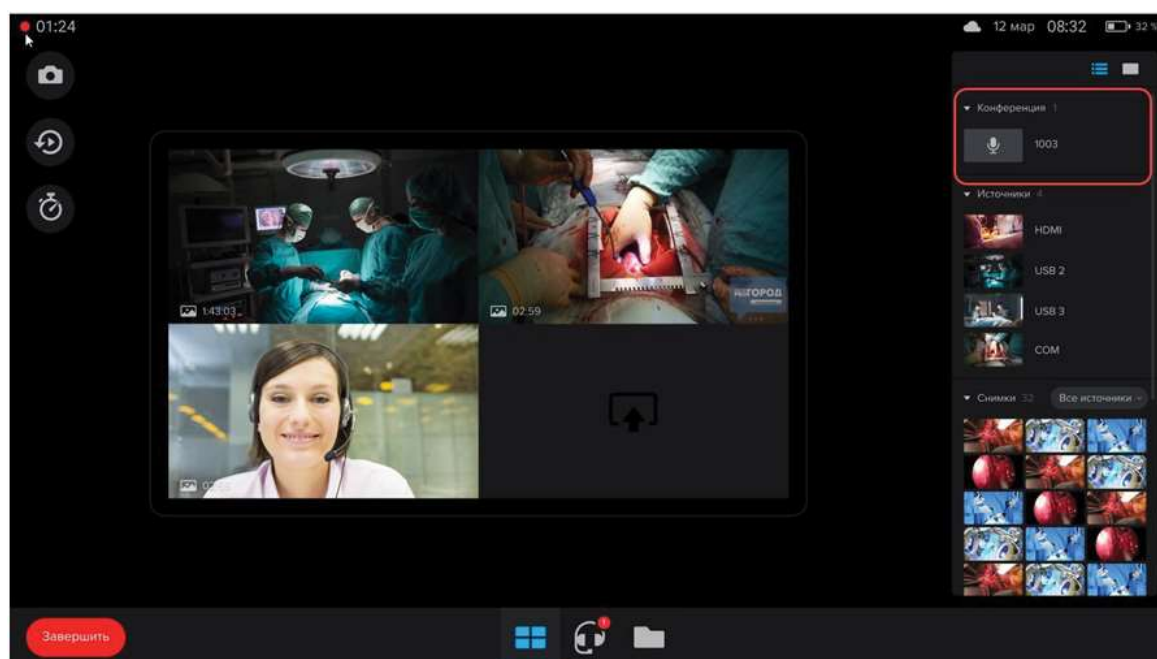 01:24
12 мар 08:32 32 %
Конференция 1
1003
Источники 4
HDMI
USB 2
USB 3
COM
1:43:03
02:59
Снимки 32 Все источники
Завершить
1